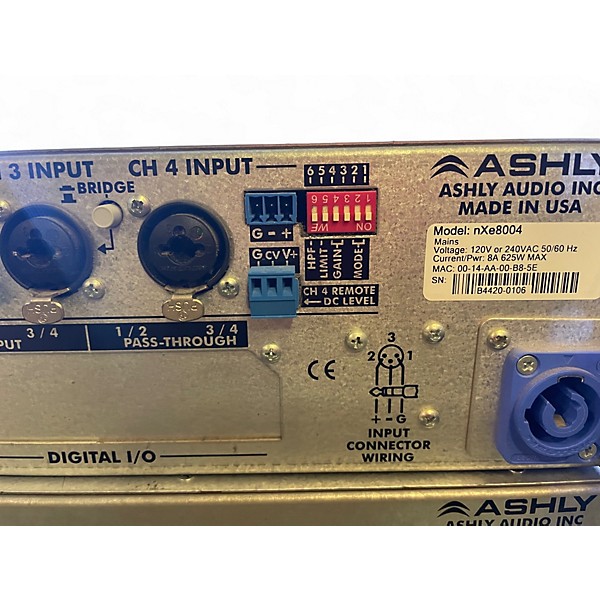 3 INPUT
CH 4 INPUT
BRIDGE
654321
G - +
G CV V+
HPF
LIMIT
GAIN
MODE
1 2 3 4 5 6
ON
CH 4 REMOTE
DC LEVEL
3/4
PUT
1/2 3/4
PASS-THROUGH
DIGITAL I/O
CE
3
2 1
+ - G
INPUT
CONNECTOR
WIRING
ASHLY
ASHLY AUDIO INC
MADE IN USA
Model: nXe8004
Mains
Voltage: 120V or 240VAC 50/60 Hz
Current/Pwr: 8A 625W MAX
MAC: 00-14-AA-00-B8-5E
SN:
B4420-0106
ASHLY
ASHLY AUDIO INC